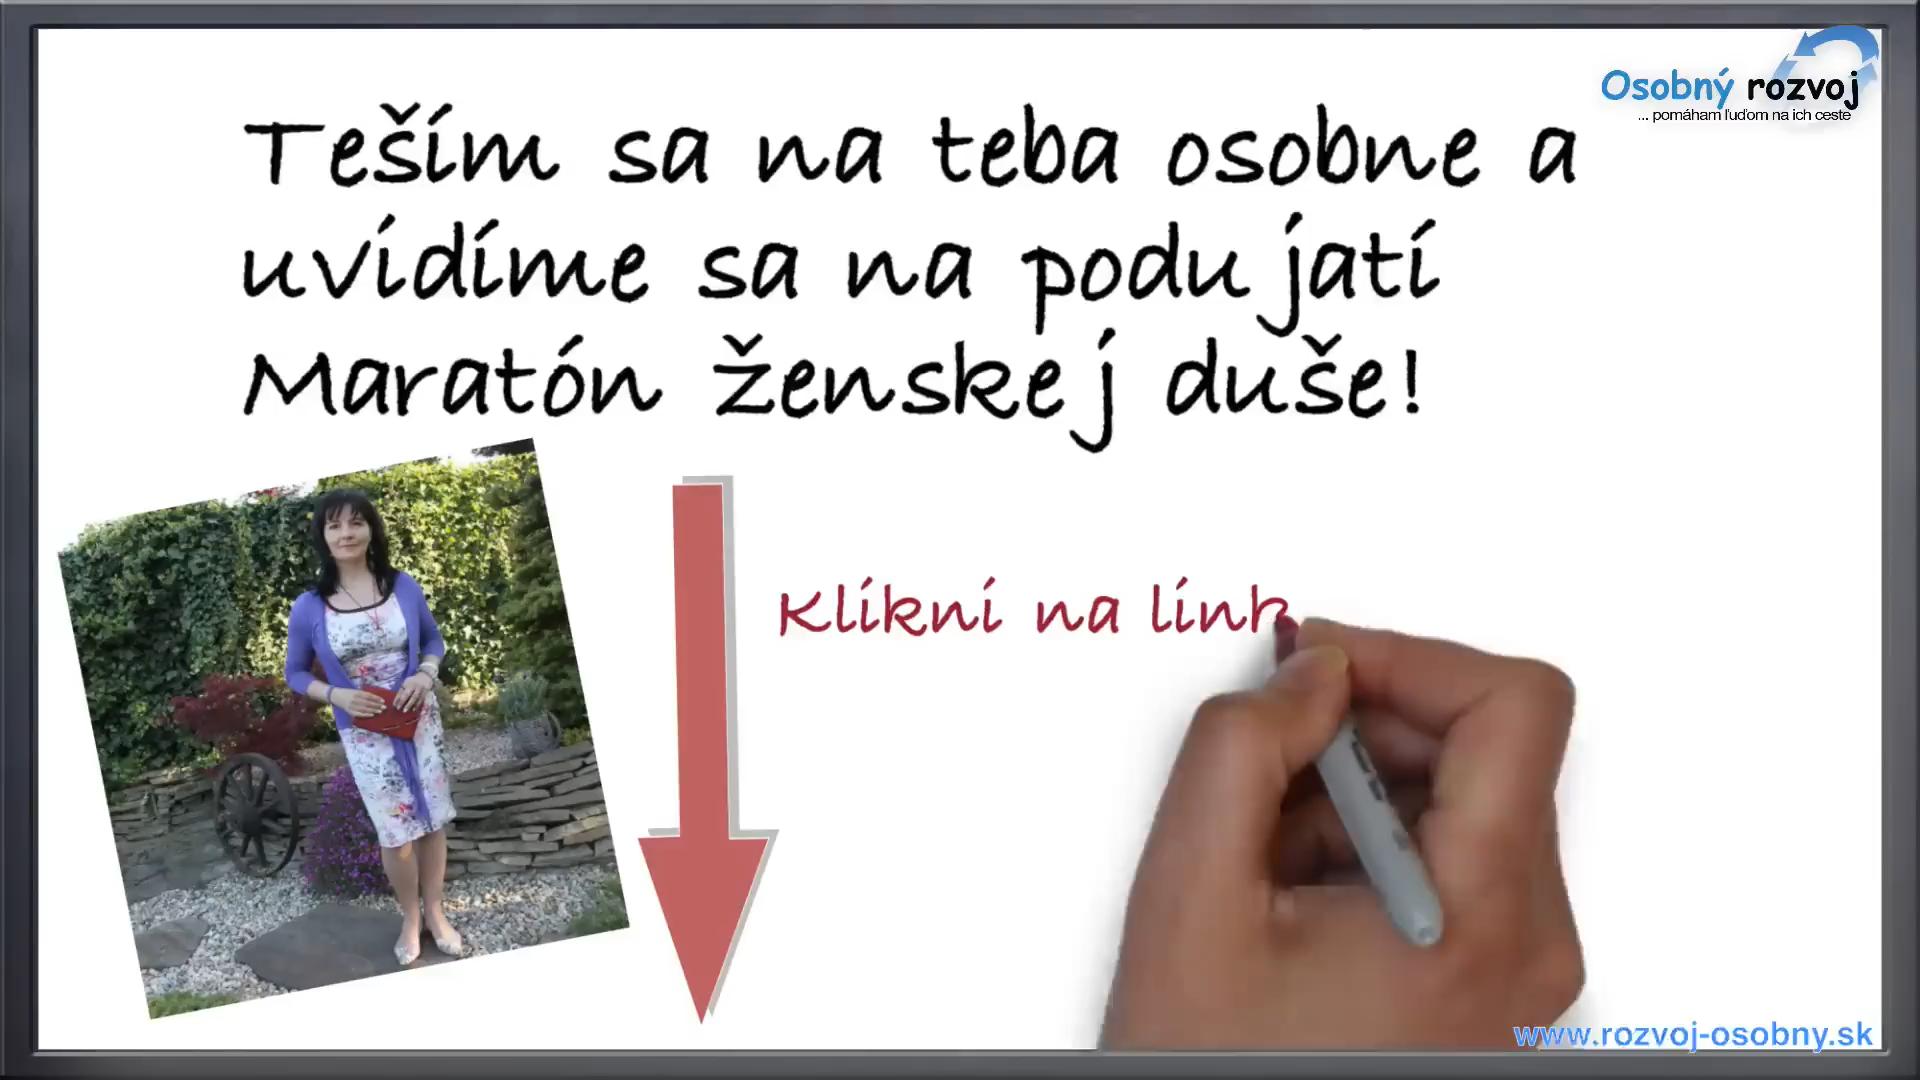 Osobný rozvoj
... pomáham ľuďom na ich ceste
Teším sa na teba osobne a
uvidíme sa na podujatí
Maratón ženskej duše!
Klikni na link
www.rozvoj-osobny.sk